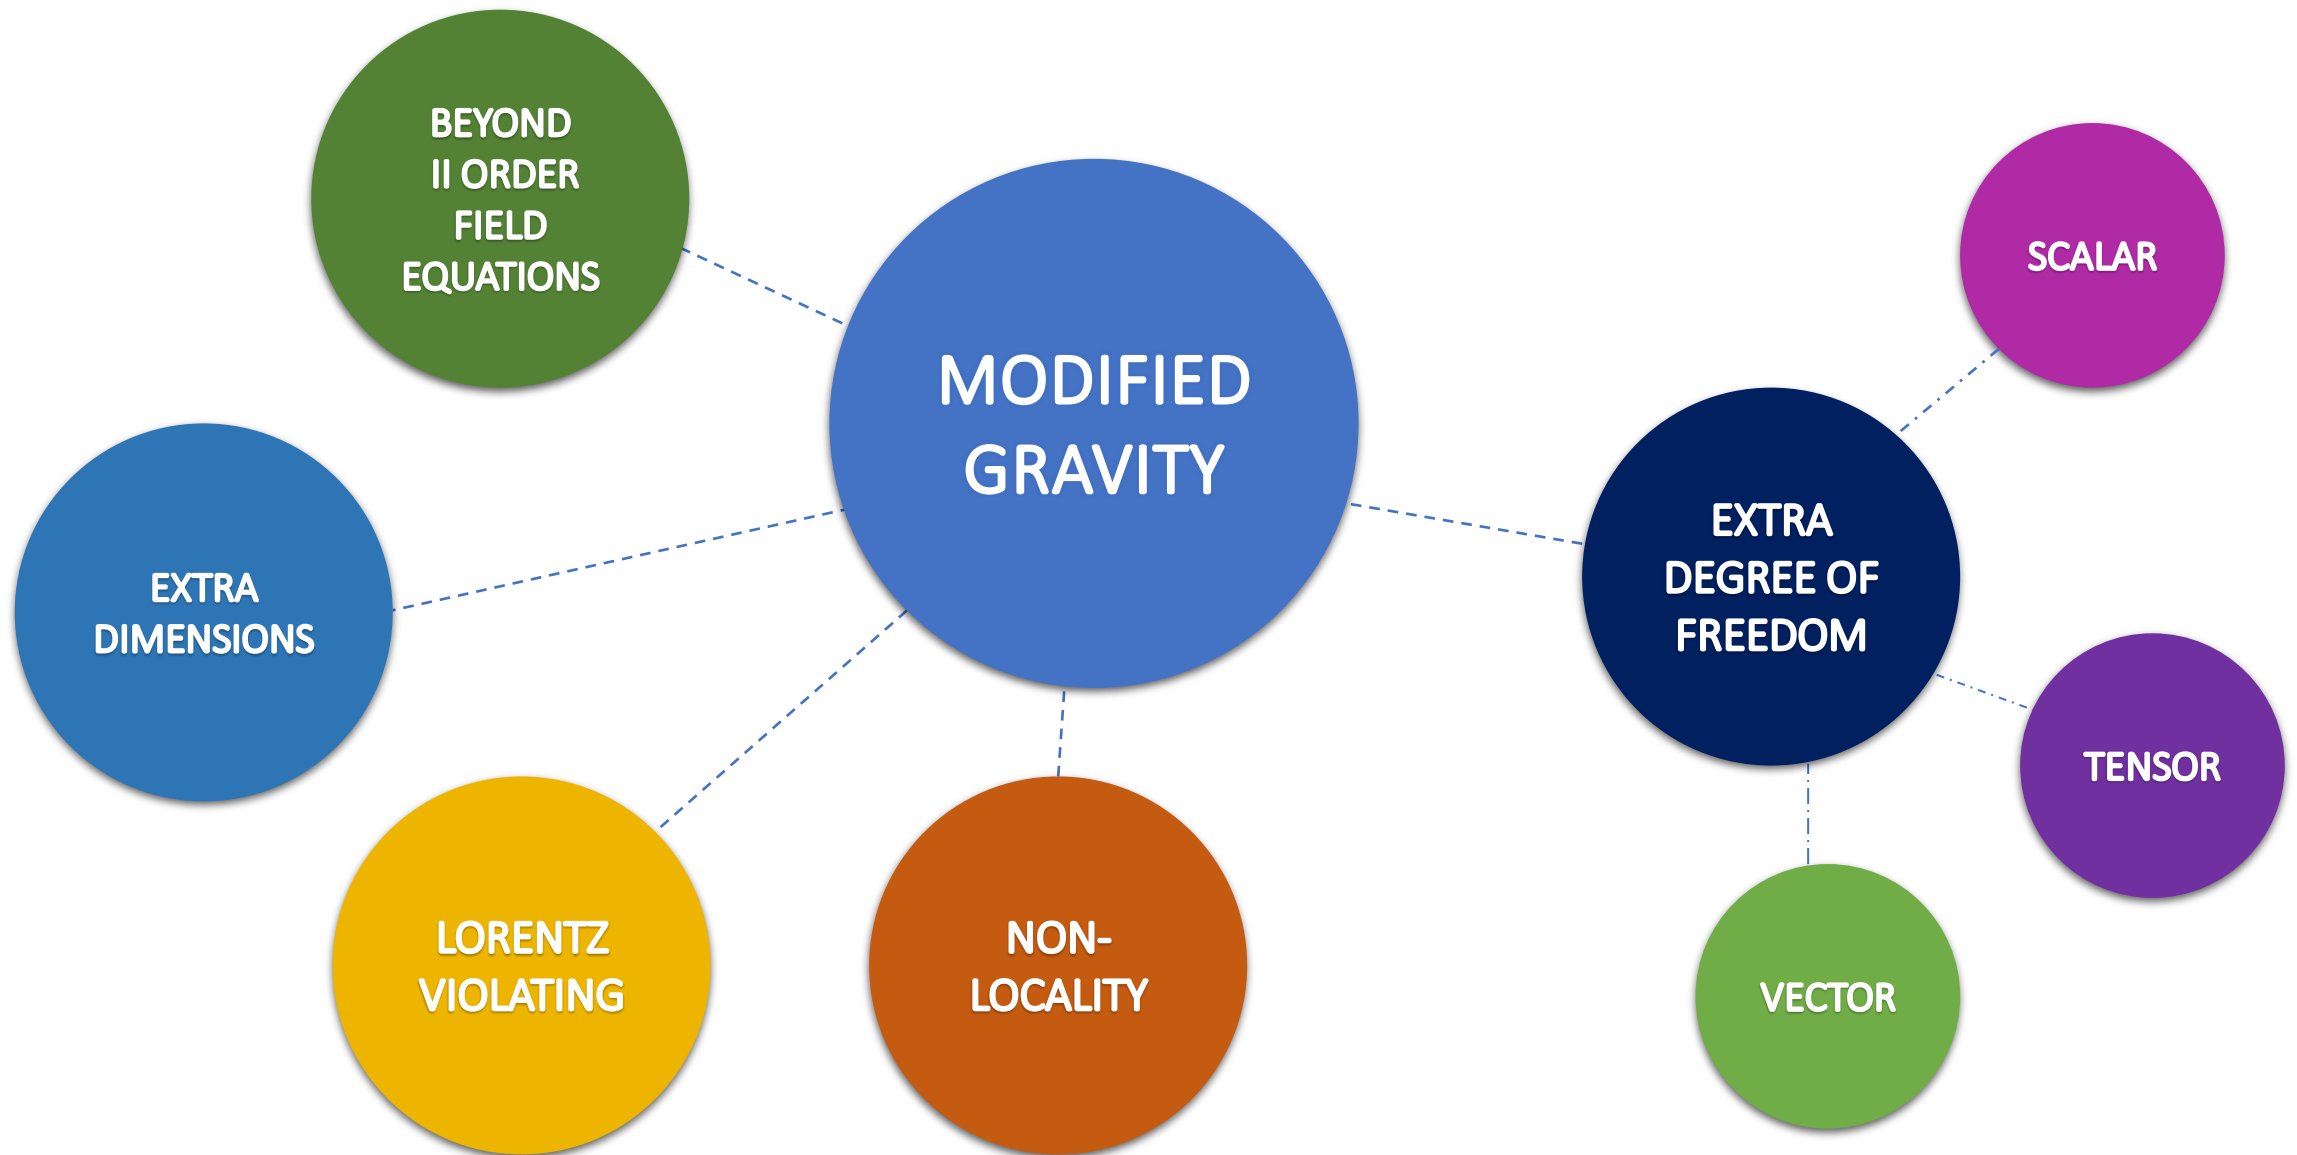 BEYOND
II ORDER
FIELD
EQUATIONS
MODIFIED
GRAVITY
SCALAR
EXTRA
DEGREE OF
FREEDOM
EXTRA
DIMENSIONS
TENSOR
LORENTZ
VIOLATING
NON-
LOCALITY
VECTOR